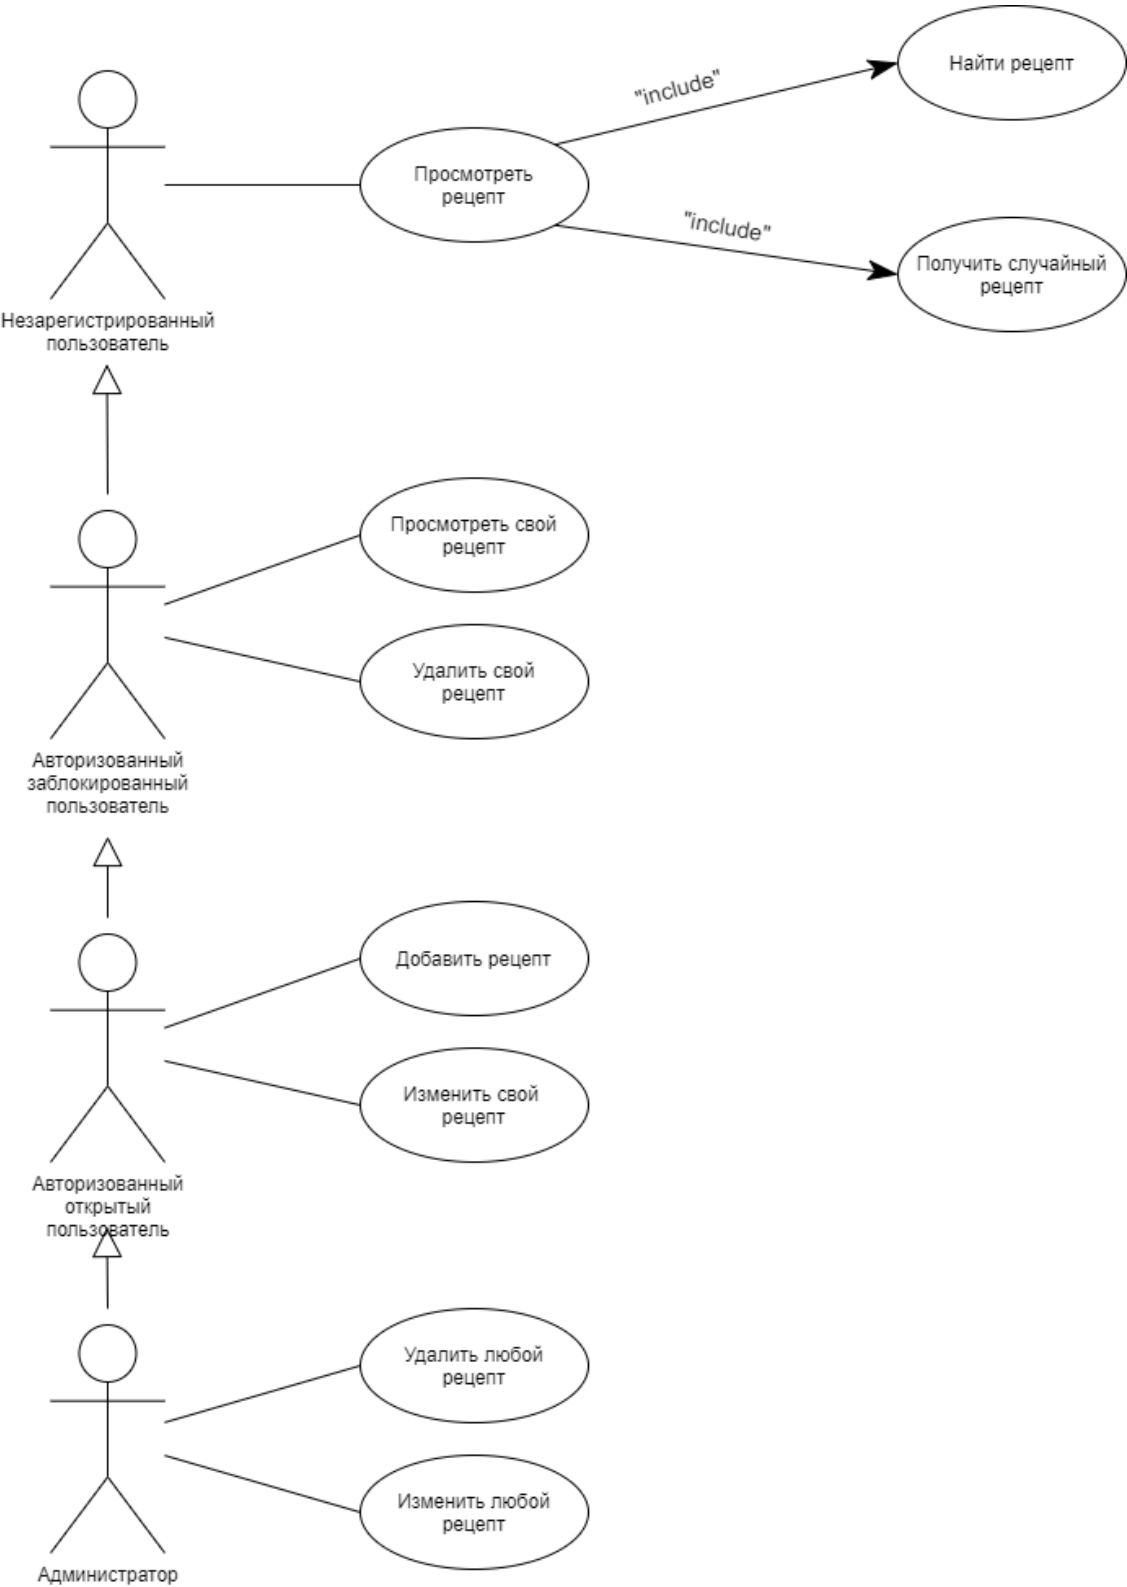 Найти рецепт
"include"
Просмотреть
рецепт
"include"
Получить случайный
рецепт
Незарегистрированный
пользователь
Просмотреть свой
рецепт
Удалить свой
рецепт
Авторизованный
заблокированный
пользователь
Добавить рецепт
Изменить свой
рецепт
Авторизованный
открытый
пользователь
Удалить любой
рецепт
Изменить любой
рецепт
Администратор